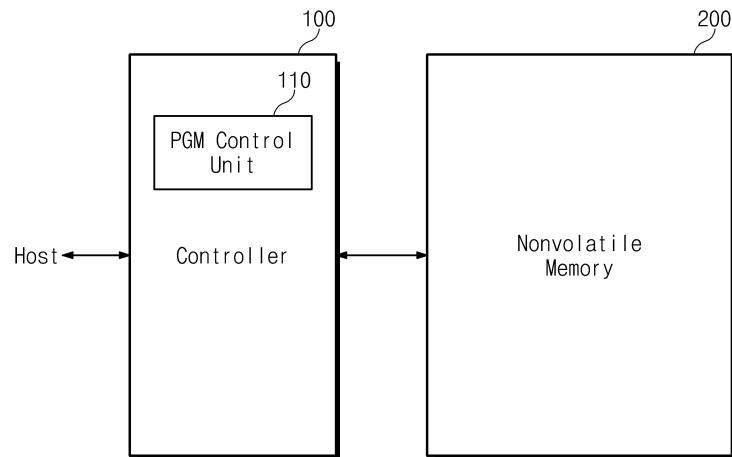 100
200
110
PGM Control
Unit
Host
Controller
Nonvolatile
Memory